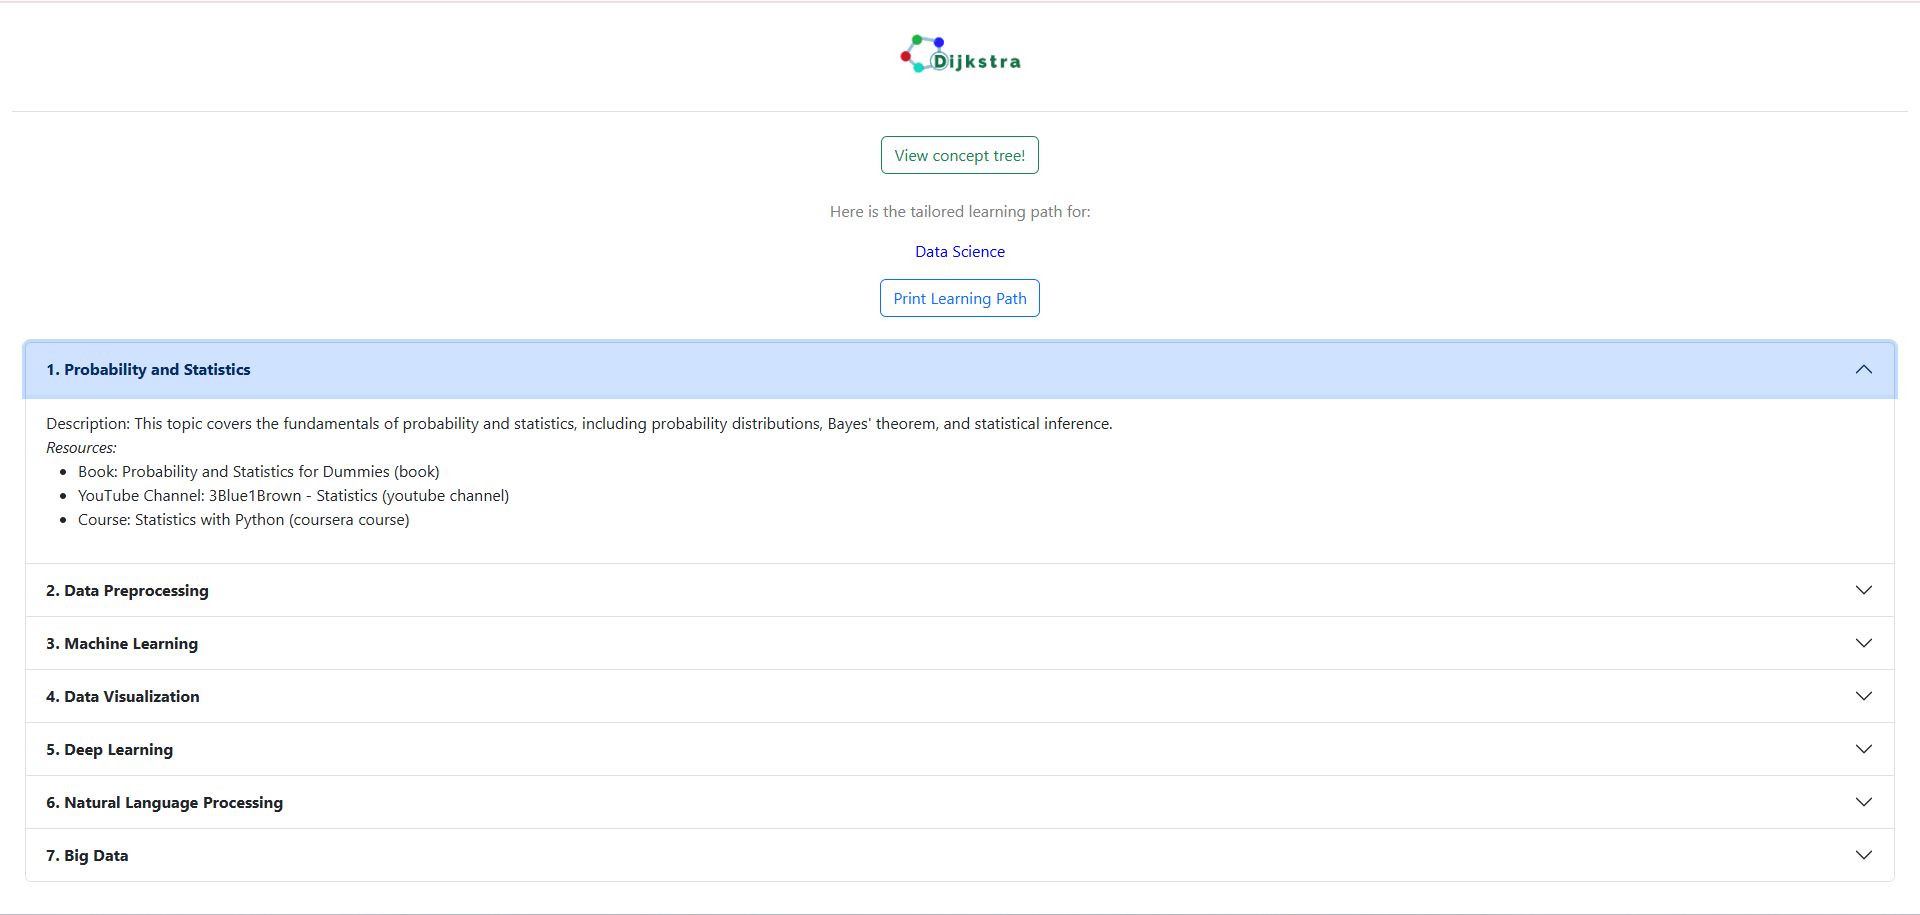 Dijkstra
View concept tree!
Here is the tailored learning path for:
Data Science
Print Learning Path
1. Probability and Statistics
Description: This topic covers the fundamentals of probability and statistics, including probability distributions, Bayes' theorem, and statistical inference.
Resources:
• Book: Probability and Statistics for Dummies (book)
• YouTube Channel: 3Blue1Brown - Statistics (youtube channel)
• Course: Statistics with Python (coursera course)
2. Data Preprocessing
3. Machine Learning
4. Data Visualization
5. Deep Learning
6. Natural Language Processing
7. Big Data